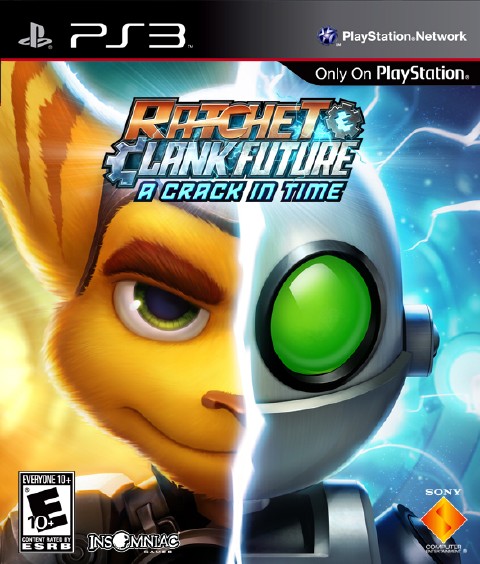 PS3
PlayStation®Network
Only On PlayStation®
RATCHET &
CLANK FUTURE
A CRACK IN TIME
EVERYONE 10+
E
10+
CONTENT RATED BY
ESRB
INSOMNIAC
GAMES
SONY
COMPUTER
ENTERTAINMENT